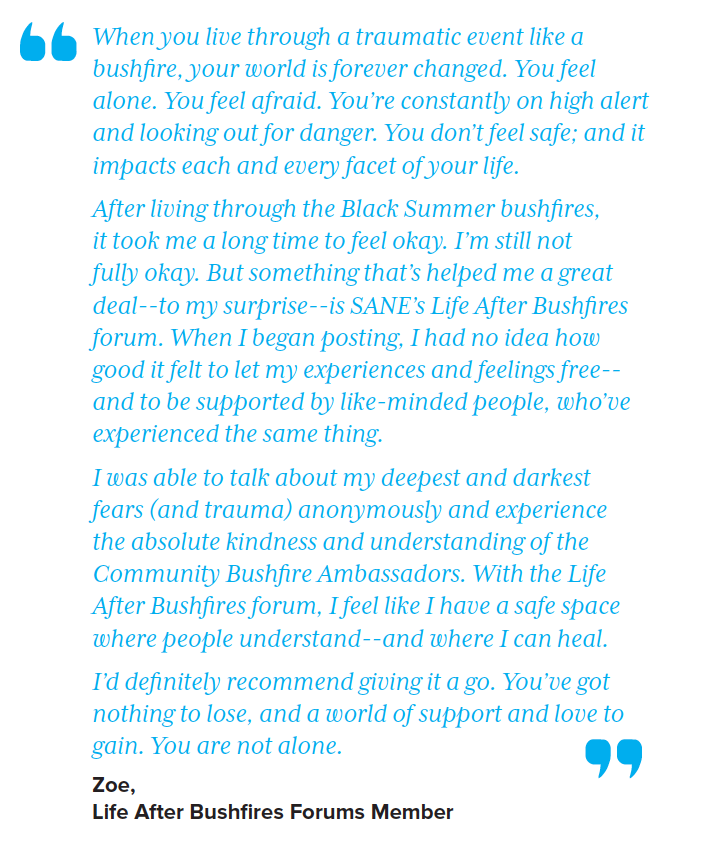 When you live through a traumatic event like a
bushfire, your world is forever changed. You feel
alone. You feel afraid. You’re constantly on high alert
and looking out for danger. You don’t feel safe; and it
impacts each and every facet of your life.
After living through the Black Summer bushfires,
it took me a long time to feel okay. I’m still not
fully okay. But something that’s helped me a great
deal--to my surprise--is SANE’s Life After Bushfires
forum. When I began posting, I had no idea how
good it felt to let my experiences and feelings free--
and to be supported by like-minded people, who’ve
experienced the same thing.
I was able to talk about my deepest and darkest
fears (and trauma) anonymously and experience
the absolute kindness and understanding of the
Community Bushfire Ambassadors. With the Life
After Bushfires forum, I feel like I have a safe space
where people understand--and where I can heal.
I’d definitely recommend giving it a go. You’ve got
nothing to lose, and a world of support and love to
gain. You are not alone.
Zoe,
Life After Bushfires Forums Member